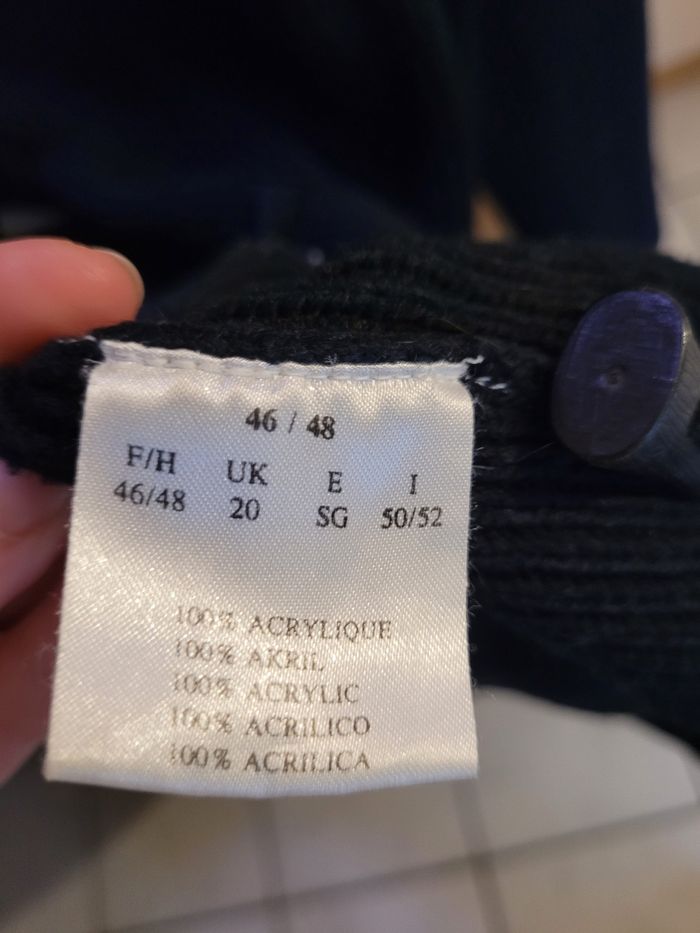 46 / 48
F/H UK E I
46/48 20 SG 50/52
100% ACRYLIQUE
100% AKRIL
100% ACRYLIC
100% ACRILICO
100% ACRILICA